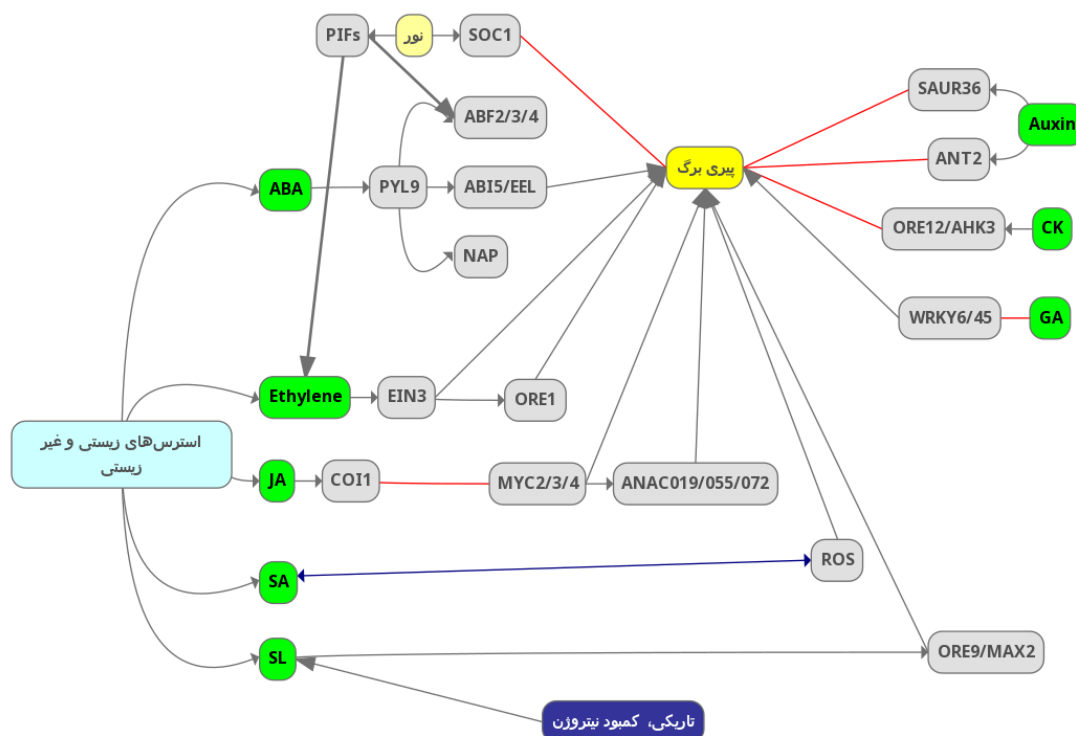 PIFs
نور
SOC1
SAUR36
ABF2/3/4
Auxin
ANT2
پیری برگ
ABA
PYL9
ABI5/EEL
ORE12/AHK3
CK
NAP
WRKY6/45
GA
Ethylene
EIN3
ORE1
استرس‌های زیستی و غیر
زیستی
JA
COI1
MYC2/3/4
ANAC019/055/072
ROS
SA
SL
ORE9/MAX2
تاریکی، کمبود نیتروژن